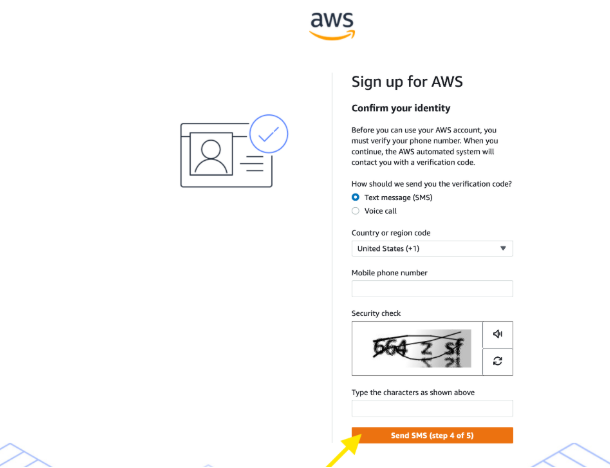 aws
Sign up for AWS
Confirm your identity
Before you can use your AWS account, you
must verify your phone number. When you
continue, the AWS automated system will
contact you with a verification code.
How should we send you the verification code?
Text message (SMS)
Voice call
Country or region code
United States (+1)
Mobile phone number
Security check
Type the characters as shown above
Send SMS (step 4 of 5)